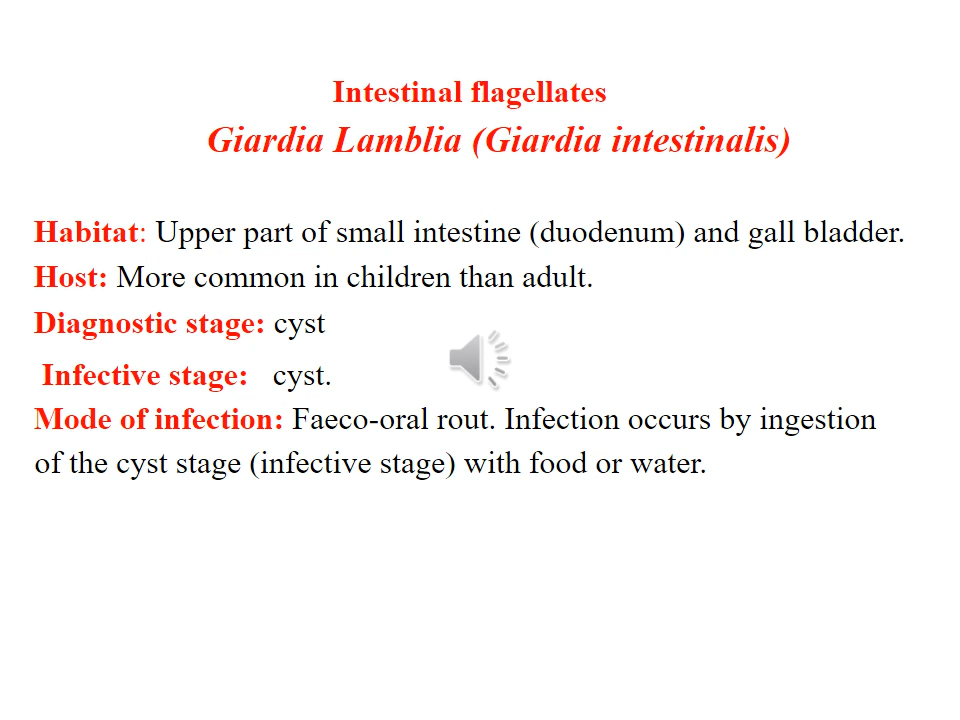 Intestinal flagellates
Giardia Lamblia (Giardia intestinalis)
Habitat: Upper part of small intestine (duodenum) and gall bladder.
Host: More common in children than adult.
Diagnostic stage: cyst
Infective stage: cyst.
Mode of infection: Faeco-oral rout. Infection occurs by ingestion
of the cyst stage (infective stage) with food or water.